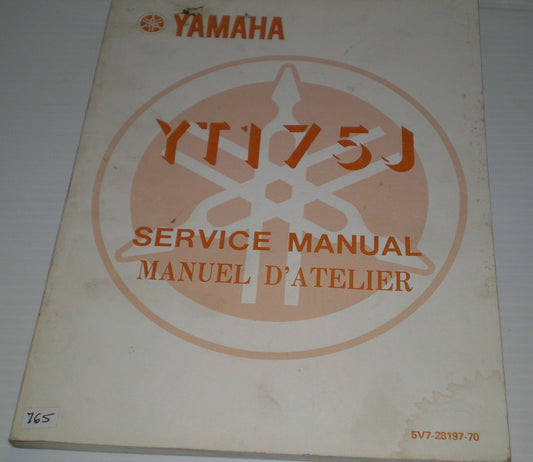 YAMAHA
YT175J
SERVICE MANUAL
MANUEL D'ATELIER
765
5V7-28197-70